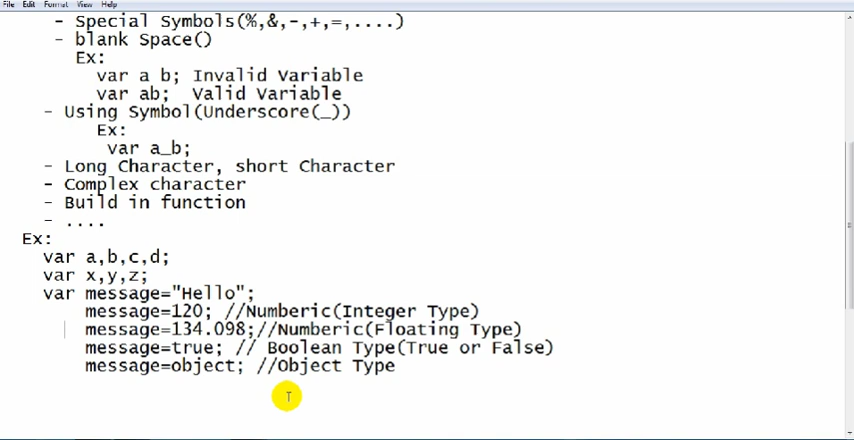 File Edit Format View Help
- Special Symbols(%,&,-,+,=,....)
- blank Space()
Ex:
var a b; Invalid Variable
var ab; Valid Variable
- Using Symbol(Underscore(_))
Ex:
var a_b;
- Long Character, short Character
- Complex character
- Build in function
- ....
Ex:
var a,b,c,d;
var x,y,z;
var message="Hello";
message=120; //Numberic(Integer Type)
message=134.098;//Numberic(Floating Type)
message=true; // Boolean Type(True or False)
message=object; //Object Type